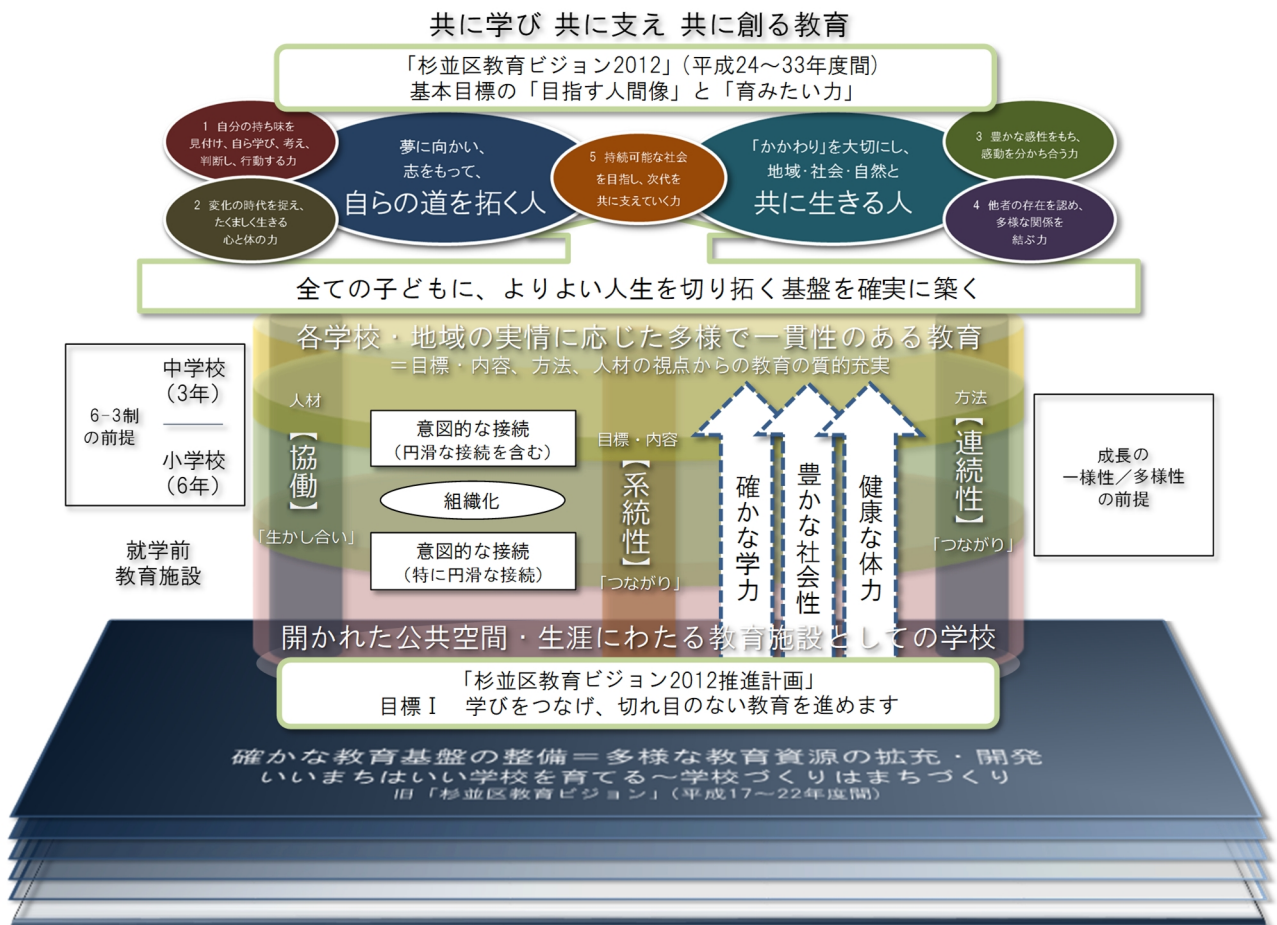 共に学び 共に支え 共に創る教育
「杉並区教育ビジョン2012」(平成24～33年度間)
基本目標の「目指す人間像」と「育みたい力」
1 自分の持ち味を
見付け、自ら学び、考え、
判断し、行動する力
2 変化の時代を捉え、
たくましく生きる
心と体の力
夢に向かい、
志をもって、
自らの道を拓く人
5 持続可能な社会
を目指し、次代を
共に支えていく力
「かかわり」を大切にし、
地域・社会・自然と
共に生きる人
3 豊かな感性をもち、
感動を分かち合う力
4 他者の存在を認め、
多様な関係を
結ぶ力
全ての子どもに、よりよい人生を切り拓く基盤を確実に築く
各学校・地域の実情に応じた多様で一貫性のある教育
＝目標・内容、方法、人材の視点からの教育の質的充実
6-3制
の前提
中学校
(3年)
小学校
(6年)
就学前
教育施設
人材
【協働】
「生かし合い」
意図的な接続
(円滑な接続を含む)
組織化
意図的な接続
(特に円滑な接続)
目標・内容
【系統性】
「つながり」
確かな学力
豊かな社会性
健康な体力
方法
【連続性】
「つながり」
成長の
一様性／多様性
の前提
開かれた公共空間・生涯にわたる教育施設としての学校
「杉並区教育ビジョン2012推進計画」
目標Ⅰ 学びをつなげ、切れ目のない教育を進めます
確かな教育基盤の整備＝多様な教育資源の拡充・開発
いいまちはいい学校を育てる～学校づくりはまちづくり
旧「杉並区教育ビジョン」(平成17～22年度間)